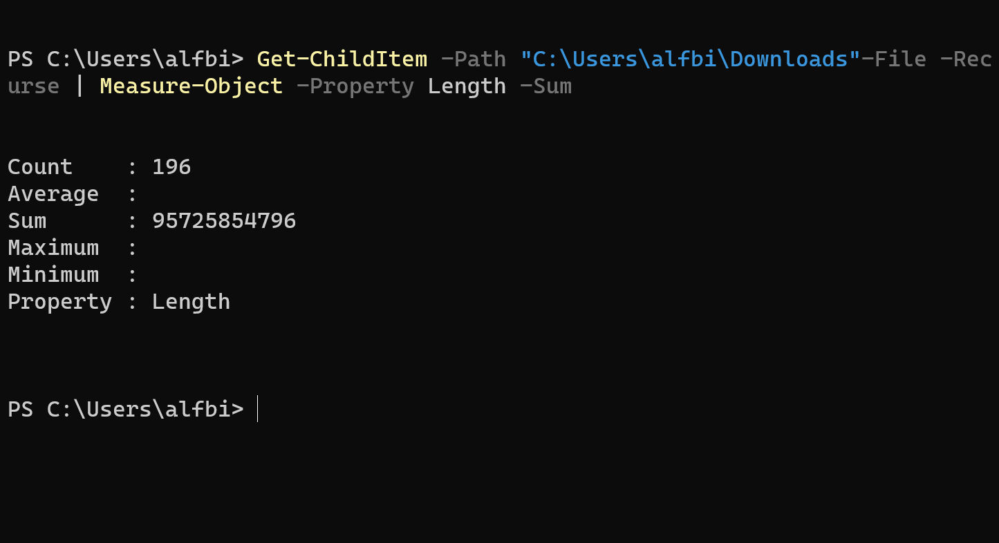 PS C:\Users\alfbi> Get-ChildItem -Path "C:\Users\alfbi\Downloads"-File -Rec
urse | Measure-Object -Property Length -Sum
Count    : 196
Average  :
Sum      : 95725854796
Maximum  :
Minimum  :
Property : Length
PS C:\Users\alfbi>